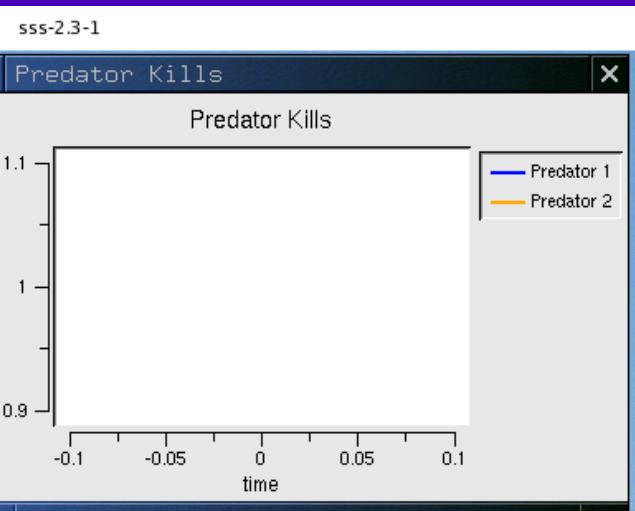 sss-2.3-1
Predator Kills
Predator Kills
1.1
1
0.9
Predator 1
Predator 2
-0.1 -0.05 0 0.05 0.1
time